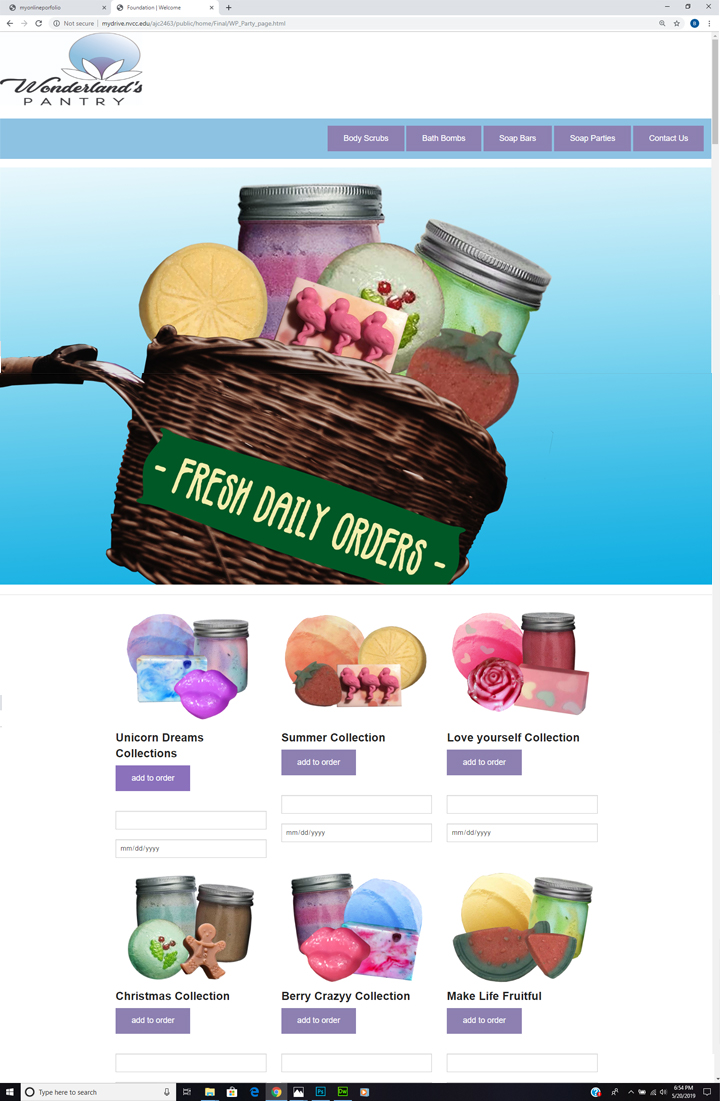 myonlineporfolio
Foundation | Welcome
Not secure | mydrive.nvcc.edu/ajc2463/public/home/Final/WP_Party_page.html
Wonderland's
PANTRY
Body Scrubs
Bath Bombs
Soap Bars
Soap Parties
Contact Us
- FRESH DAILY ORDERS -
Unicorn Dreams
Collections
add to order
mm/dd/yyyy
Summer Collection
add to order
mm/dd/yyyy
Love yourself Collection
add to order
mm/dd/yyyy
Christmas Collection
add to order
Berry Crazyy Collection
add to order
Make Life Fruitful
add to order
Type here to search
Ps
Dw
6:54 PM
5/20/2019